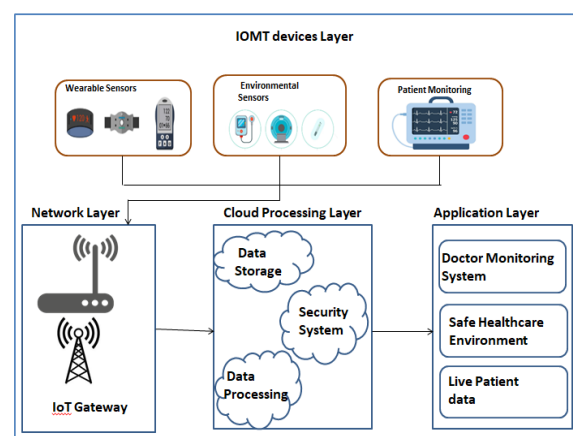 IOMT devices Layer
Wearable Sensors
Environmental
Sensors
Patient Monitoring
Network Layer
Cloud Processing Layer
Application Layer
Data
Storage
Security
System
Data
Processing
IoT Gateway
Doctor Monitoring
System
Safe Healthcare
Environment
Live Patient
data